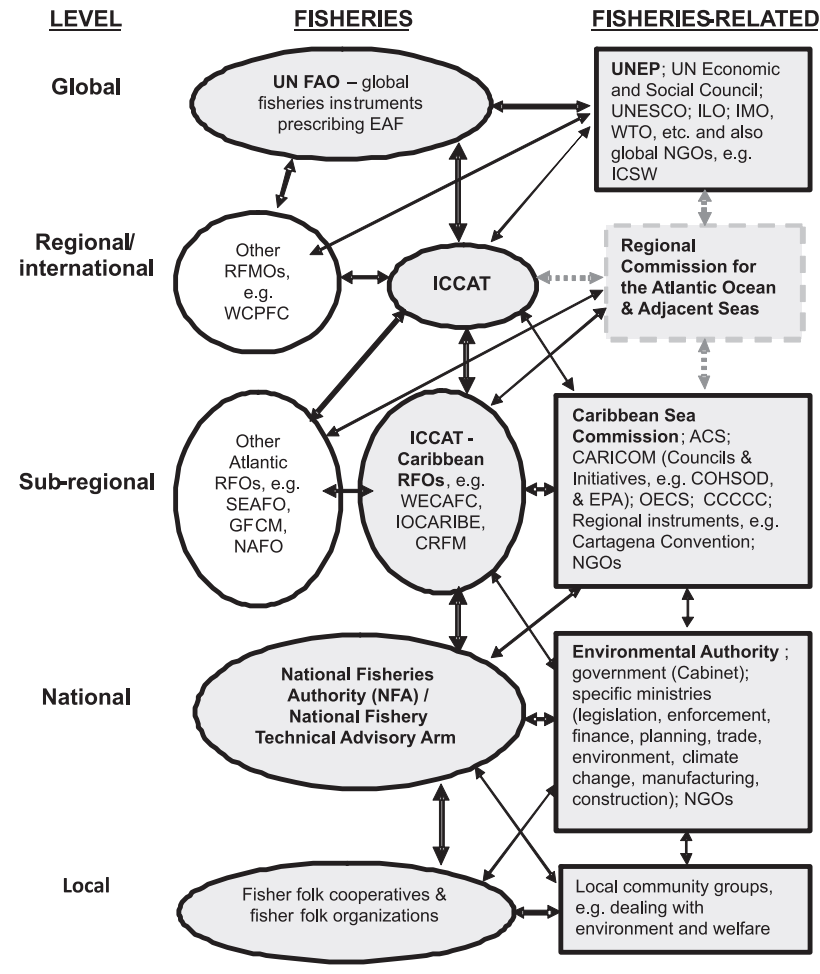 LEVEL
FISHERIES
FISHERIES-RELATED
Global
UN FAO – global
fisheries instruments
prescribing EAF
UNEP; UN Economic
and Social Council;
UNESCO; ILO; IMO,
WTO, etc. and also
global NGOs, e.g.
ICSW
Regional/
international
Other
RFMOs,
e.g.
WCPFC
ICCAT
Regional
Commission for
the Atlantic Ocean
& Adjacent Seas
Sub-regional
Other
Atlantic
RFOs, e.g.
SEAFO,
GFCM,
NAFO
ICCAT -
Caribbean
RFOs, e.g.
WECAFC,
IOCARIBE,
CRFM
Caribbean Sea
Commission; ACS;
CARICOM (Councils &
Initiatives, e.g. COHSOD,
& EPA); OECS; CCCCC;
Regional instruments, e.g.
Cartagena Convention;
NGOs
National
National Fisheries
Authority (NFA) /
National Fishery
Technical Advisory Arm
Environmental Authority ;
government (Cabinet);
specific ministries
(legislation, enforcement,
finance, planning, trade,
environment, climate
change, manufacturing,
construction); NGOs
Local
Fisher folk cooperatives &
fisher folk organizations
Local community groups,
e.g. dealing with
environment and welfare